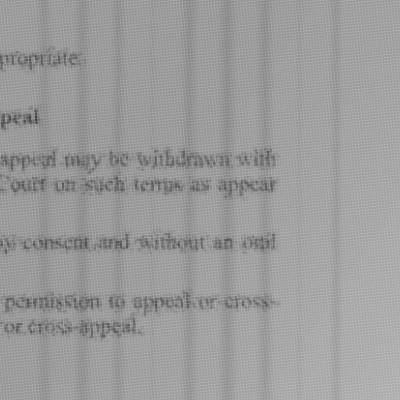 propriate.
peal
appeal may be withdrawn with
Court on such terms as appear
by consent and without an oral
permission to appeal or cross-
or cross-appeal.